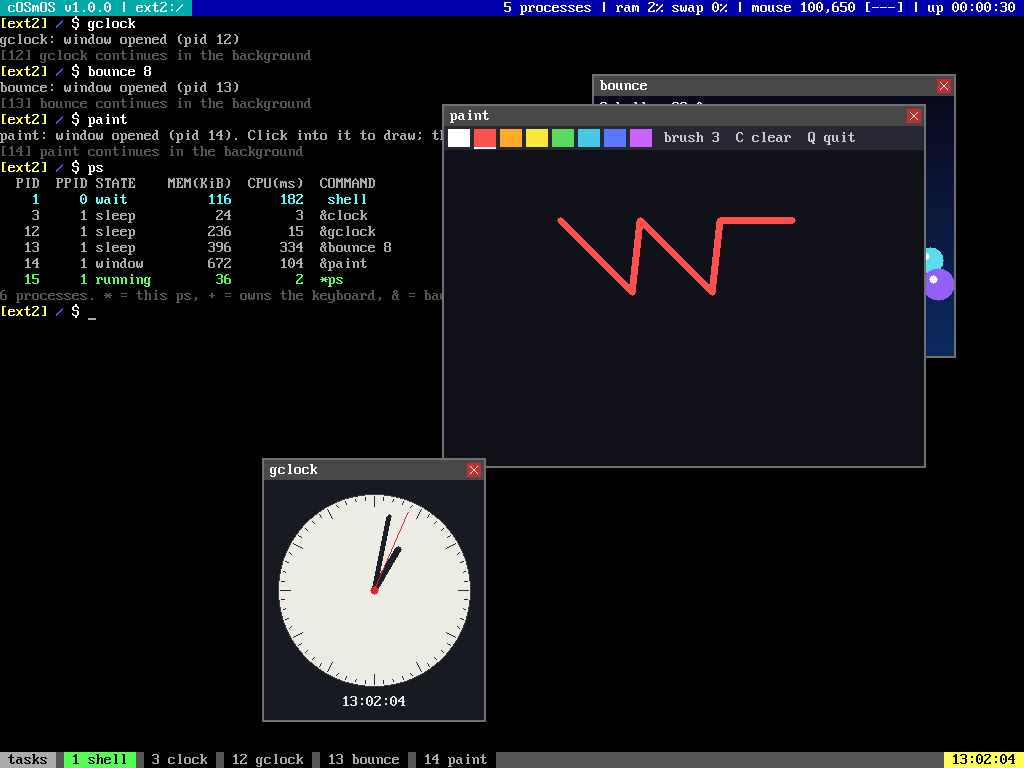 cOSmOS v1.0.0 | ext2:/ 5 processes | ram 2% swap 0% | mouse 100,650 [---] | up 00:00:30
[ext2] / $ gclock
gclock: window opened (pid 12)
[12] gclock continues in the background
[ext2] / $ bounce 8
bounce: window opened (pid 13)
[13] bounce continues in the background
[ext2] / $ paint
paint: window opened (pid 14). Click into it to draw;
[14] paint continues in the background
[ext2] / $ ps
PID PPID STATE MEM(KiB) CPU(ms) COMMAND
1 0 wait 116 182 shell
3 1 sleep 24 3 &clock
12 1 sleep 236 15 &gclock
13 1 sleep 396 334 &bounce 8
14 1 window 672 104 &paint
15 1 running 36 2 *ps
6 processes. * = this ps, + = owns the keyboard, & =
[ext2] / $ _
bounce
paint
brush 3 C clear Q quit
gclock
13:02:04
tasks 1 shell 3 clock 12 gclock 13 bounce 14 paint 13:02:04